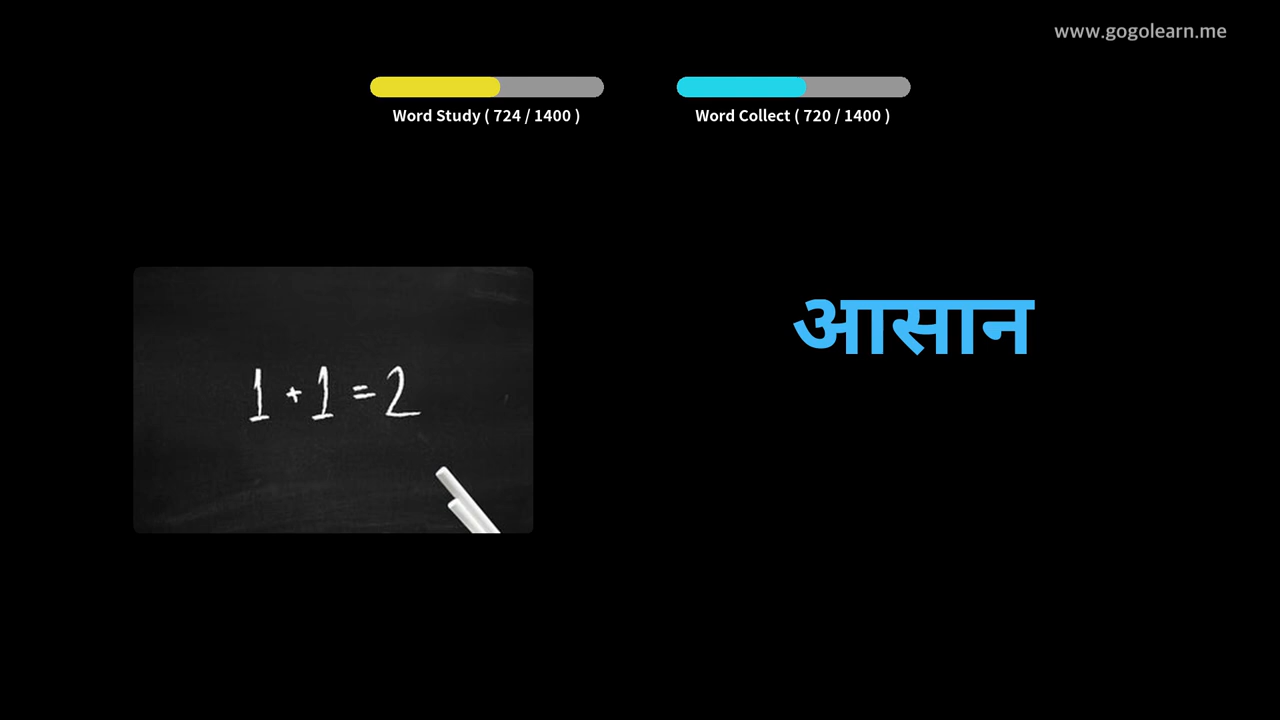 www.gogolearn.me
Word Study ( 724 / 1400 )
Word Collect ( 720 / 1400 )
1 + 1 = 2
आसान